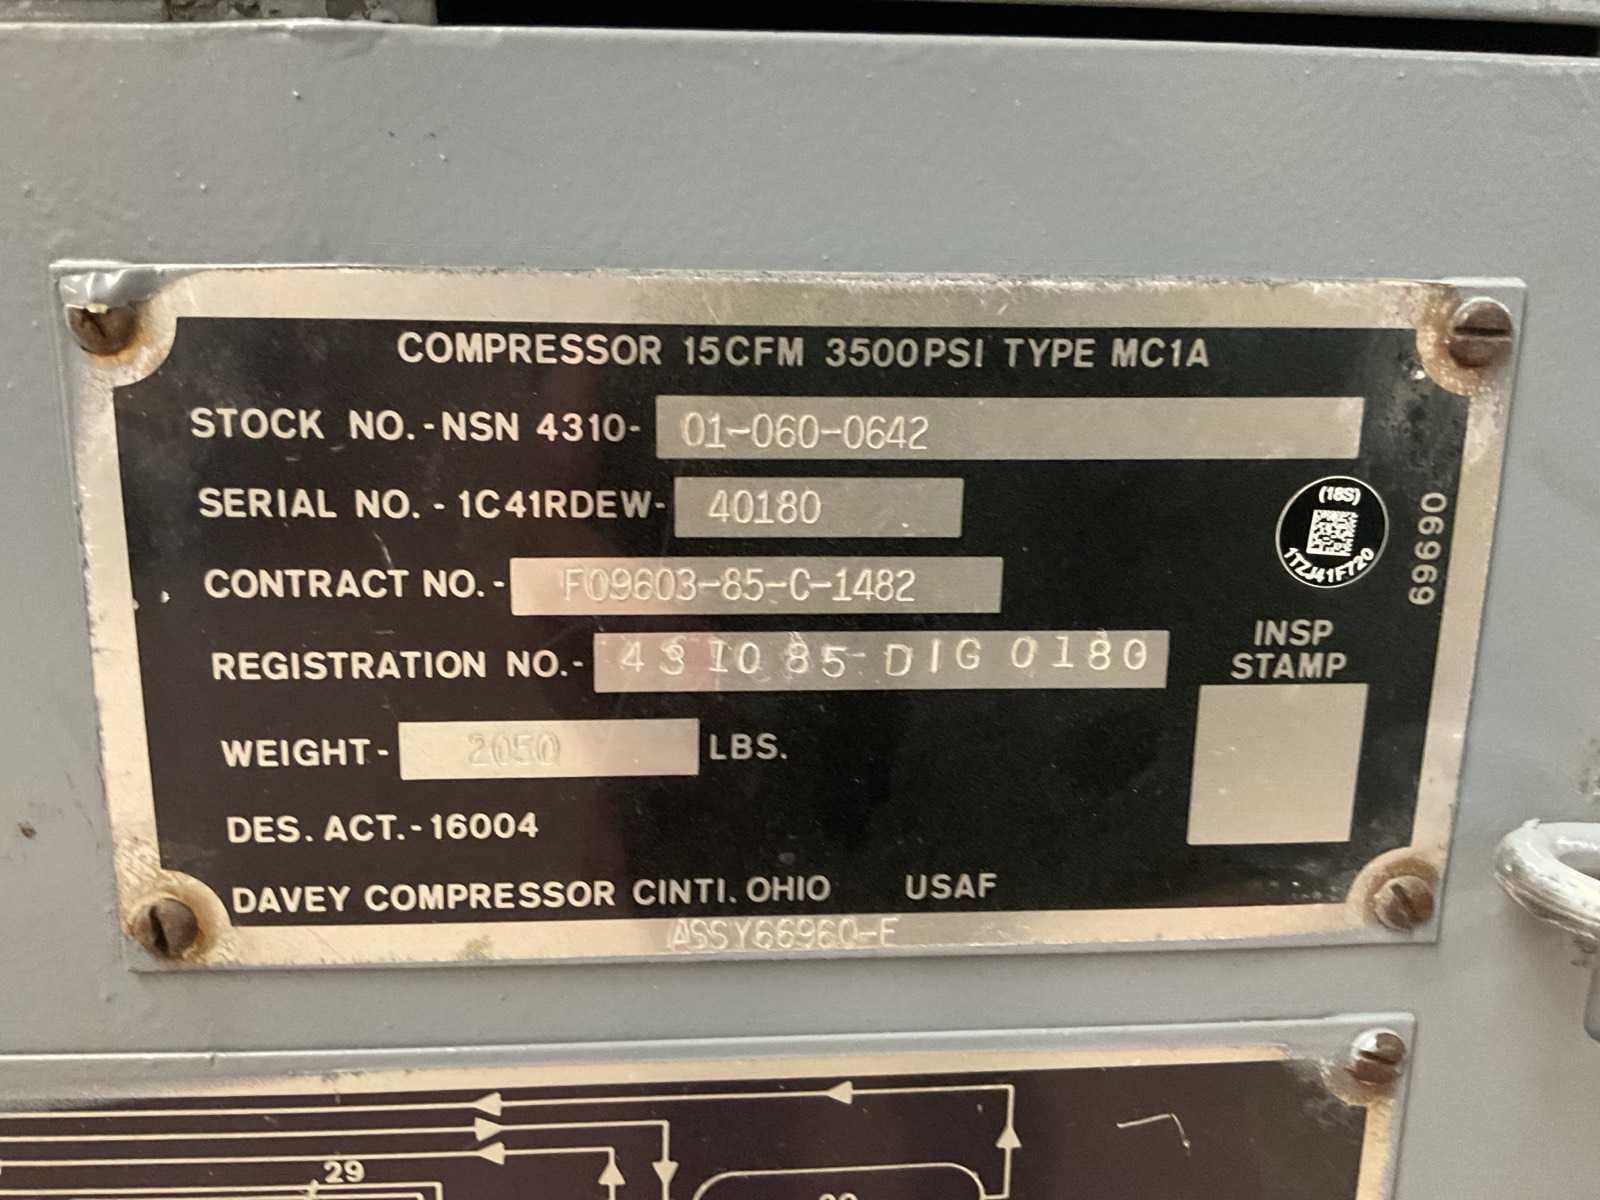 COMPRESSOR 15CFM 3500PSI TYPE MC1A
STOCK NO.-NSN 4310- 01-060-0642
SERIAL NO. - 1C41RDEW- 40180
CONTRACT NO.- F09603-85-C-1482
REGISTRATION NO.- 4310 85 DIG 0180
WEIGHT- 2050 LBS.
DES. ACT.-16004
DAVEY COMPRESSOR CINTI. OHIO USAF
ASSY66960-E
(18S)
1TZJ41F720
69690
INSP
STAMP
29